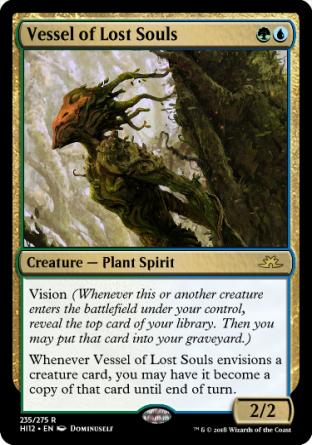 Vessel of Lost Souls
Creature — Plant Spirit
Vision (Whenever this or another creature
enters the battlefield under your control,
reveal the top card of your library. Then you
may put that card into your graveyard.)
Whenever Vessel of Lost Souls envisions a
creature card, you may have it become a
copy of that card until end of turn.
2/2
235/275 R
HI12 • EN DOMINUSELF
™ & © 2018 Wizards of the Coast